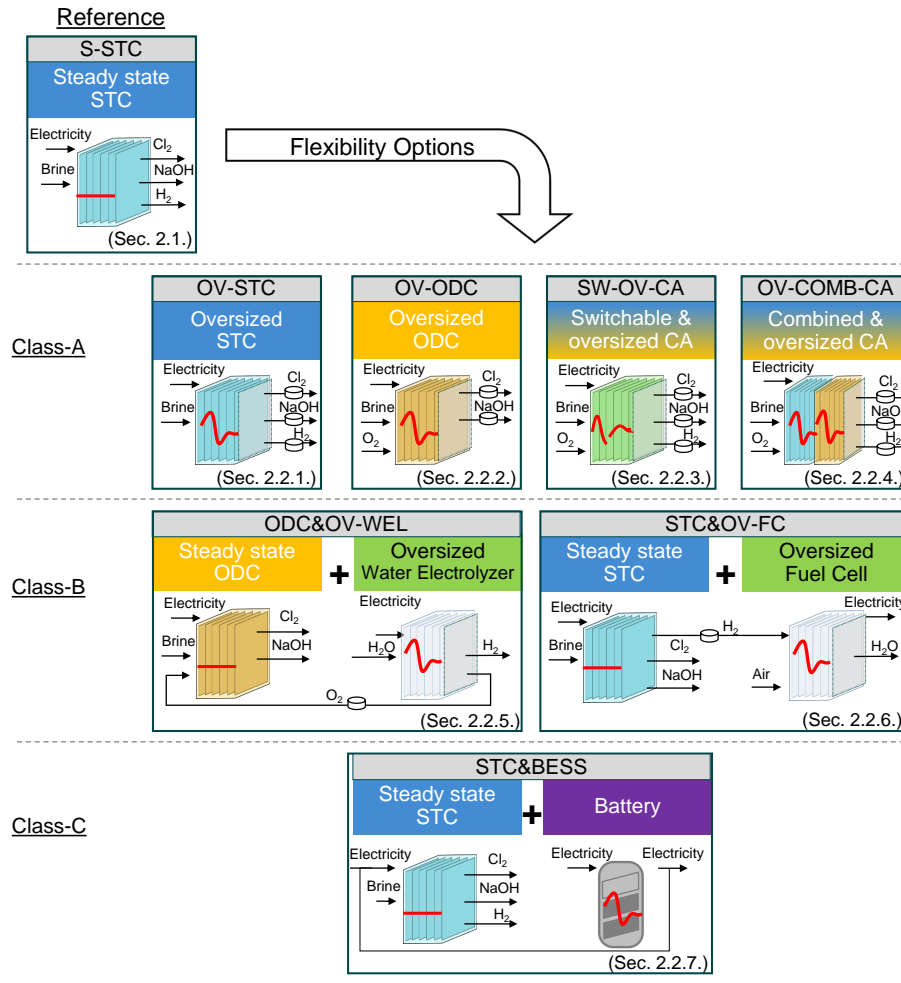 Reference
S-STC
Steady state
STC
Electricity
Brine
Cl2
NaOH
H2
(Sec. 2.1.)
Flexibility Options
Class-A
OV-STC
Oversized
STC
Electricity
Brine
Cl2
NaOH
H2
(Sec. 2.2.1.)
OV-ODC
Oversized
ODC
Electricity
Brine
O2
Cl2
NaOH
(Sec. 2.2.2.)
SW-OV-CA
Switchable &
oversized CA
Electricity
Brine
O2
Cl2
NaOH
H2
(Sec. 2.2.3.)
OV-COMB-CA
Combined &
oversized CA
Electricity
Brine
O2
Cl2
NaOH
H2
(Sec. 2.2.4.)
Class-B
ODC&OV-WEL
Steady state
ODC
+
Oversized
Water Electrolyzer
Electricity
Brine
Cl2
NaOH
Electricity
H2O
H2
O2
(Sec. 2.2.5.)
STC&OV-FC
Steady state
STC
+
Oversized
Fuel Cell
Electricity
Brine
H2
Cl2
NaOH
Air
Electricity
H2O
(Sec. 2.2.6.)
Class-C
STC&BESS
Steady state
STC
+
Battery
Electricity
Brine
Cl2
NaOH
H2
Electricity
Electricity
(Sec. 2.2.7.)